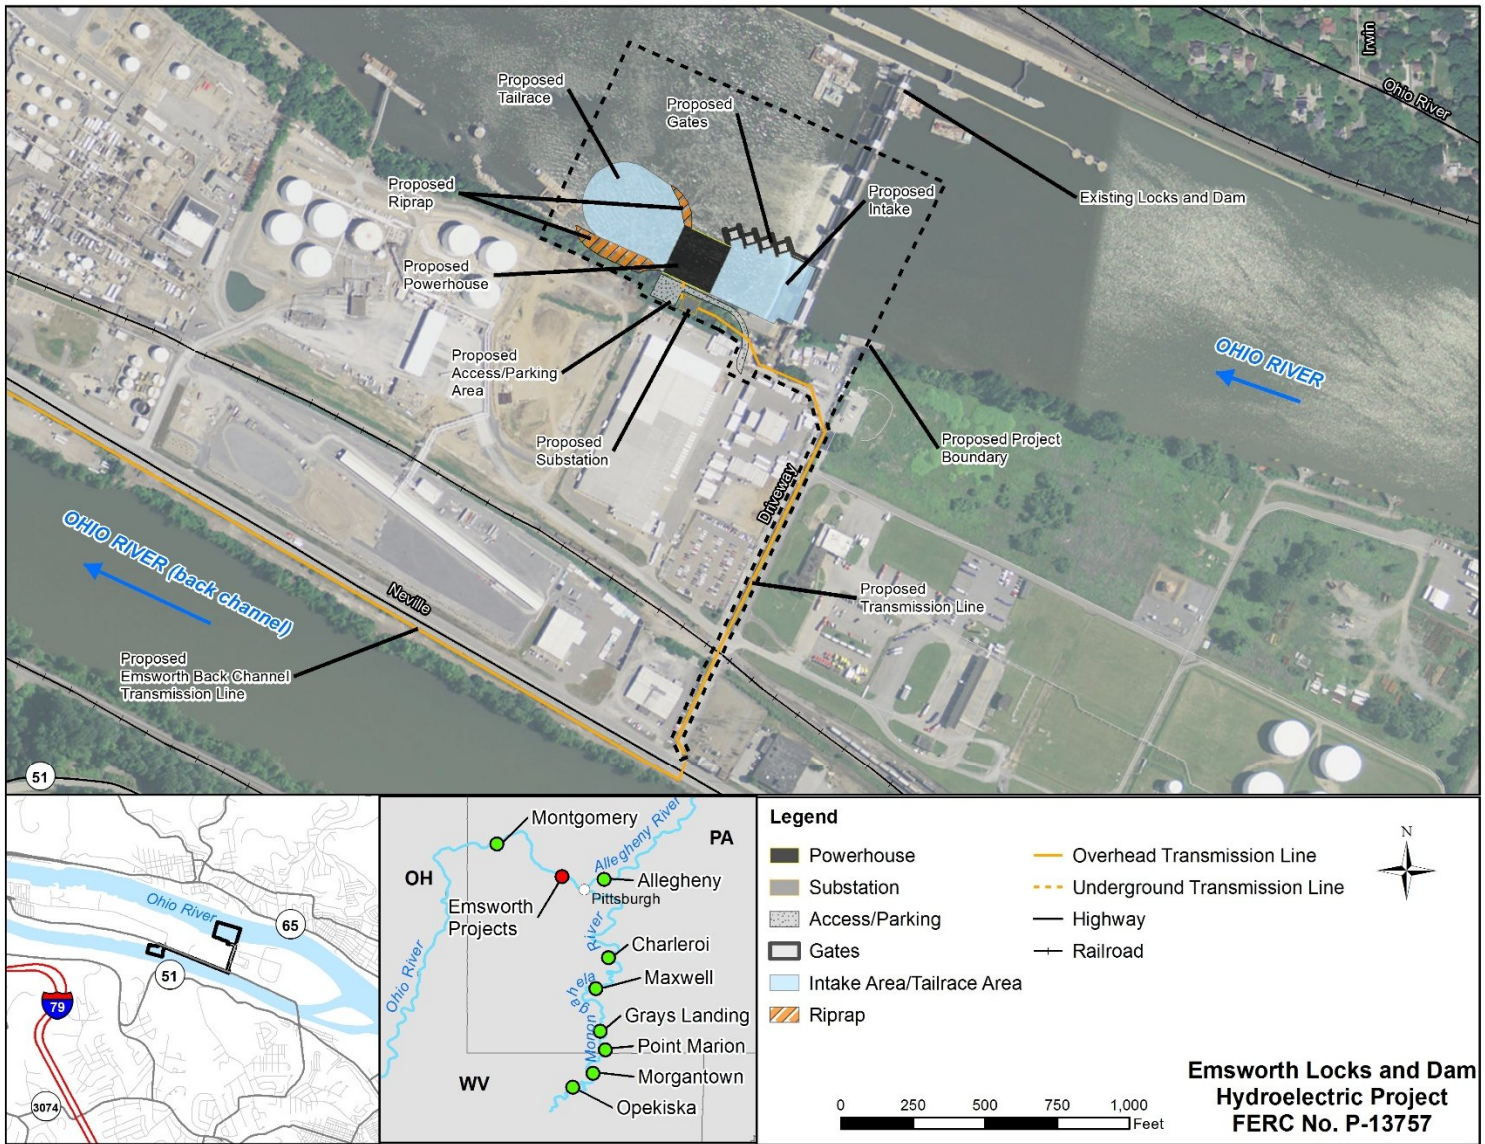 Irwin
Ohio River
Proposed
Tailrace
Proposed
Gates
Proposed
Riprap
Proposed
Intake
Existing Locks and Dam
Proposed
Powerhouse
Proposed
Access/Parking
Area
OHIO RIVER
Proposed
Substation
Proposed Project
Boundary
Driveway
OHIO RIVER (back channel)
Neville
Proposed
Transmission Line
Proposed
Emsworth Back Channel
Transmission Line
51
Ohio River
65
51
79
3074
Montgomery
PA
Allegheny River
OH
Allegheny
Pittsburgh
Emsworth
Projects
River
Charleroi
Maxwell
Ohio River
Monongahela
Grays Landing
Point Marion
Morgantown
WV
Opekiska
Legend
Powerhouse
Substation
Access/Parking
Gates
Intake Area/Tailrace Area
Riprap
Overhead Transmission Line
Underground Transmission Line
Highway
Railroad
N
0 250 500 750 1,000
Feet
Emsworth Locks and Dam
Hydroelectric Project
FERC No. P-13757